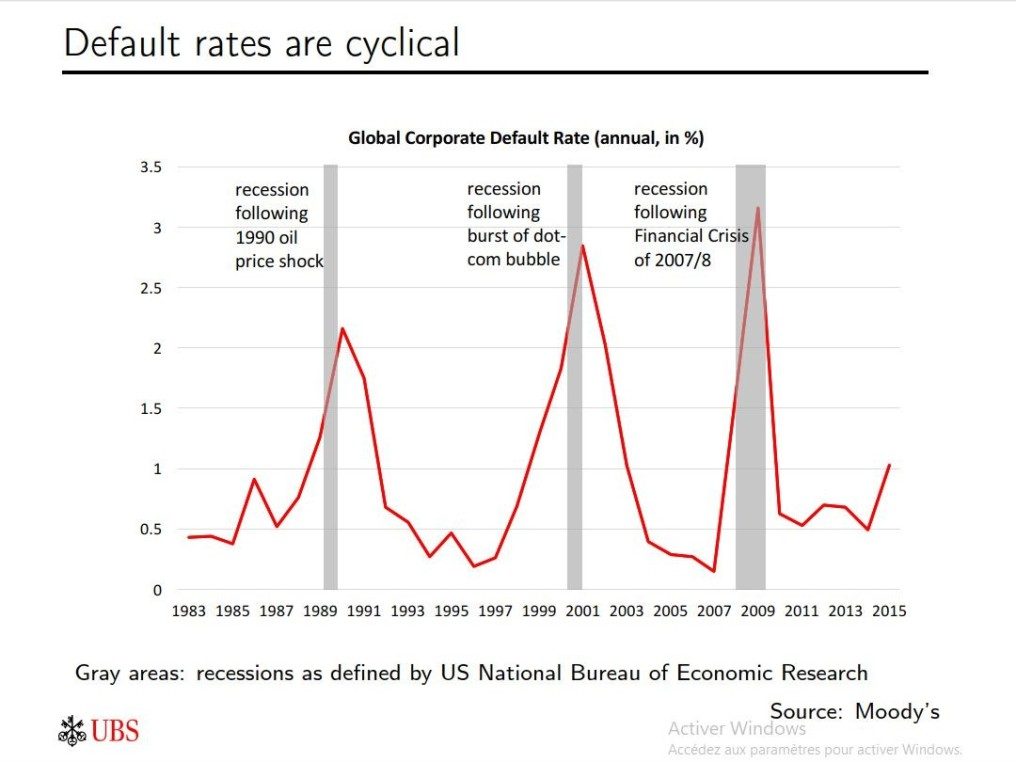 Default rates are cyclical
Global Corporate Default Rate (annual, in %)
3.5
3
2.5
2
1.5
1
0.5
0
recession
following
1990 oil
price shock
recession
following
burst of dot-
com bubble
recession
following
Financial Crisis
of 2007/8
1983 1985 1987 1989 1991 1993 1995 1997 1999 2001 2003 2005 2007 2009 2011 2013 2015
Gray areas: recessions as defined by US National Bureau of Economic Research
Source: Moody's
UBS
Activer Windows
Accédez aux paramètres pour activer Windows.